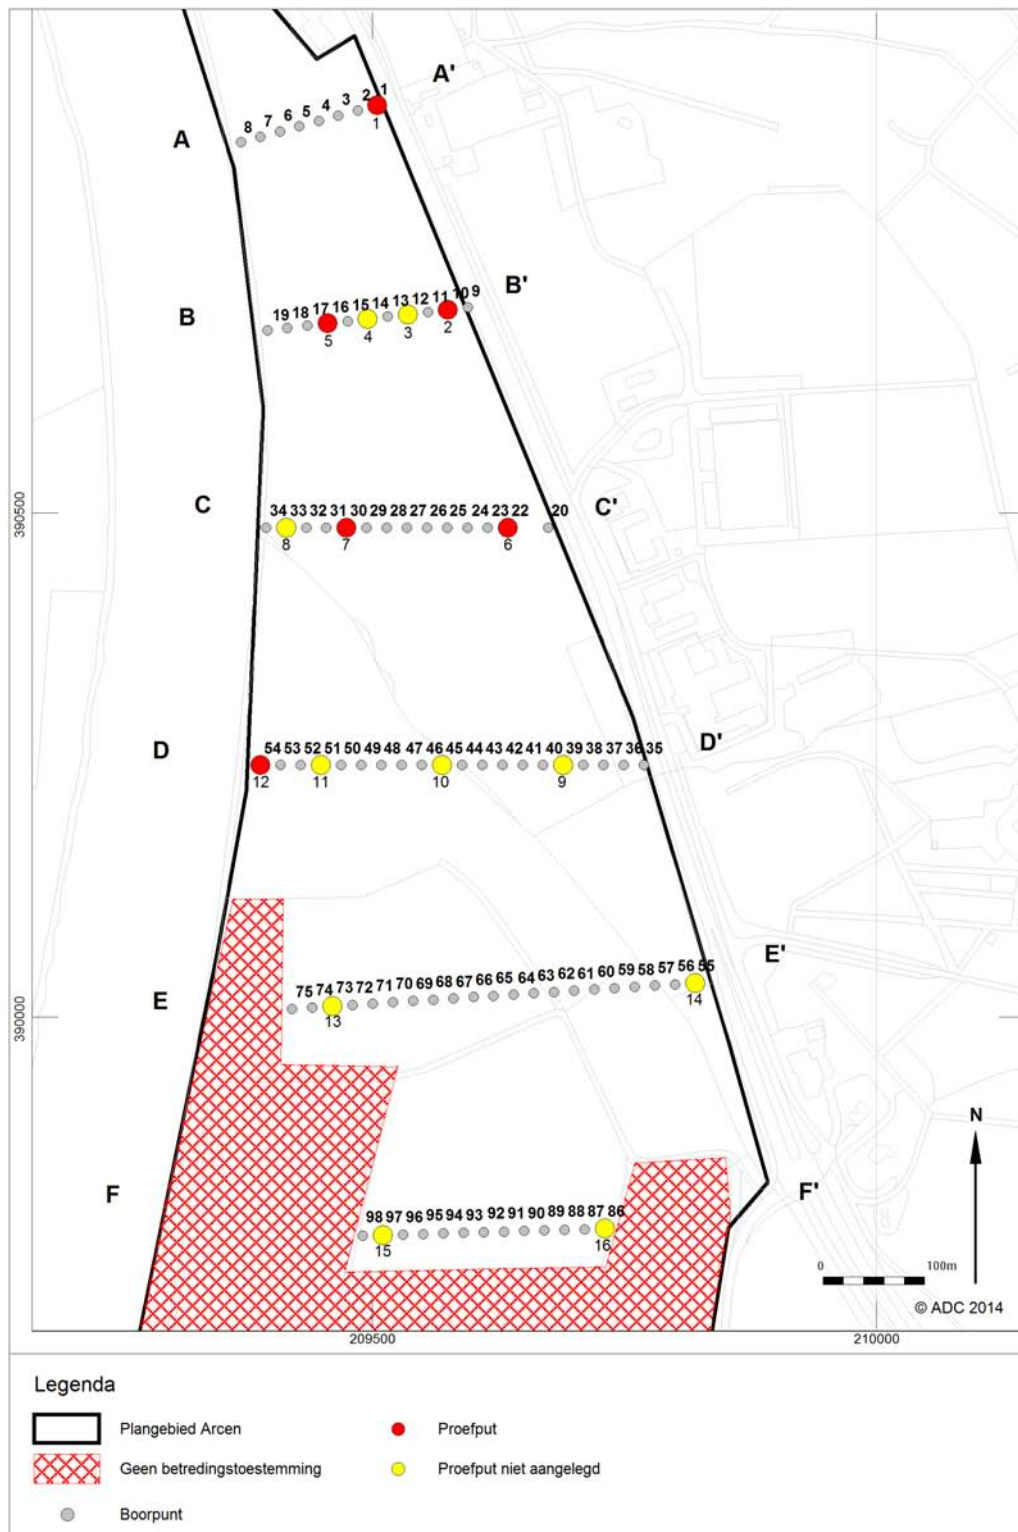 A'
8 7 6 5 4 3 2 1
1
A
B'
19 18 17 16 15 14 13 12 11 10 9
B
5 4 3 2
C
34 33 32 31 30 29 28 27 26 25 24 23 22 20
C'
8 7 6
390500
D
54 53 52 51 50 49 48 47 46 45 44 43 42 41 40 39 38 37 36 35
D'
12 11 10 9
E'
E
75 74 73 72 71 70 69 68 67 66 65 64 63 62 61 60 59 58 57 56 55
13 14
390000
N
F
F'
98 97 96 95 94 93 92 91 90 89 88 87 86
15 16
0 100m
© ADC 2014
209500 210000
Legenda
Plangebied Arcen
Proefput
Geen betredingstoestemming
Proefput niet aangelegd
Boorpunt